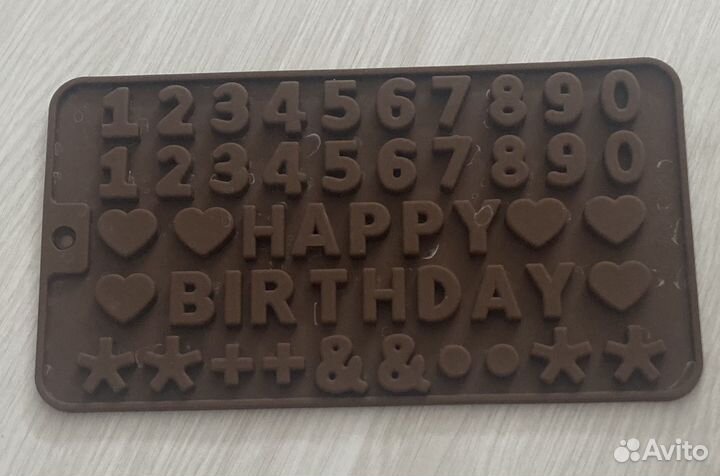 1234567890
1234567890
♥♥HAPPY♥♥
♥BIRTHDAY♥
**++&&●●**
Avito